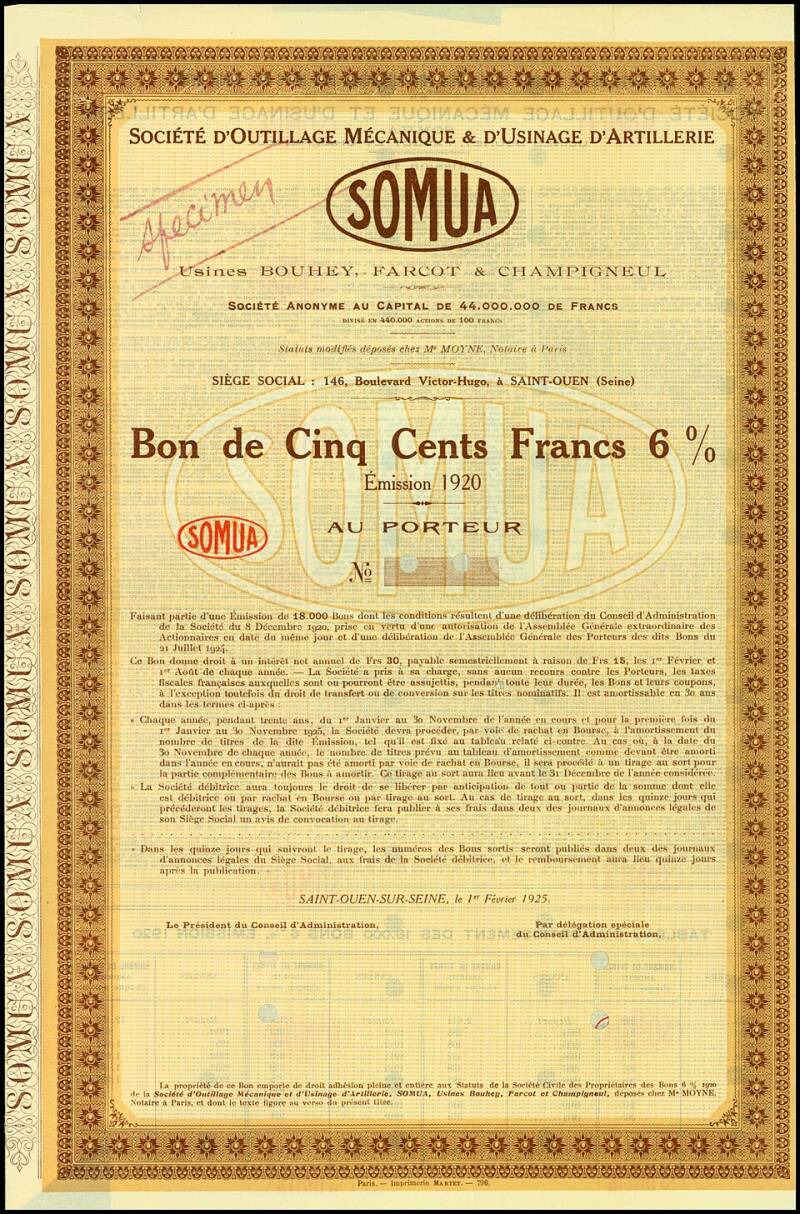 SOCIÉTÉ D'OUTILLAGE MÉCANIQUE & D'USINAGE D'ARTILLERIE
Specimen
SOMUA
Usines BOUHEY, FARCOT & CHAMPIGNEUL
SOCIÉTÉ ANONYME AU CAPITAL DE 44.000.000 DE FRANCS
DIVISÉ EN 440.000 ACTIONS DE 100 FRANCS
Statuts modifiés déposés chez Me MOYNE, Notaire à Paris
SIÈGE SOCIAL : 146, Boulevard Victor-Hugo, à SAINT-OUEN (Seine)
SOMUA
Bon de Cinq Cents Francs 6 %
Émission 1920
AU PORTEUR
SOMUA
No
Faisant partie d'une Émission de 18.000 Bons dont les conditions résultent d'une délibération du Conseil d'Administration
de la Société du 8 Décembre 1920, prise en vertu d'une autorisation de l'Assemblée Générale extraordinaire des
Actionnaires en date du même jour et d'une délibération de l'Assemblée Générale des Porteurs des dits Bons du
21 Juillet 1924.
Ce Bon donne droit à un intérêt net annuel de Frs 30, payable semestriellement à raison de Frs 15, les 1er Février et
1er Août de chaque année. — La Société a pris à sa charge, sans aucun recours contre les Porteurs, les taxes
fiscales françaises auxquelles sont ou pourront être assujettis, pendant toute leur durée, les Bons et leurs coupons,
à l'exception toutefois du droit de transfert ou de conversion sur les titres nominatifs. Il est amortissable en 30 ans
dans les termes ci-après :
« Chaque année, pendant trente ans, du 1er Janvier au 30 Novembre de l'année en cours et pour la première fois du
1er Janvier au 30 Novembre 1925, la Société devra procéder, par voie de rachat en Bourse, à l'amortissement du
nombre de titres de la dite Émission, tel qu'il est fixé au tableau relaté ci-contre. Au cas où, à la date du
30 Novembre de chaque année, le nombre de titres prévu au tableau d'amortissement comme devant être amorti
dans l'année en cours, n'aurait pas été amorti par voie de rachat en Bourse, il sera procédé à un tirage au sort pour
la partie complémentaire des Bons à amortir. Ce tirage au sort aura lieu avant le 31 Décembre de l'année considérée.
« La Société débitrice aura toujours le droit de se libérer par anticipation de tout ou partie de la somme dont elle
est débitrice ou par rachat en Bourse ou par tirage au sort. Au cas de tirage au sort, dans les quinze jours qui
précéderont les tirages, la Société débitrice fera publier à ses frais dans deux des journaux d'annonces légales de
son Siège Social un avis de convocation au tirage.
« Dans les quinze jours qui suivront le tirage, les numéros des Bons sortis seront publiés dans deux des journaux
d'annonces légales du Siège Social, aux frais de la Société débitrice, et le remboursement aura lieu quinze jours
après la publication. »
SAINT-OUEN-SUR-SEINE, le 1er Février 1925.
Le Président du Conseil d'Administration,
Par délégation spéciale
du Conseil d'Administration,
La propriété de ce Bon emporte de droit adhésion pleine et entière aux Statuts de la Société Civile des Propriétaires des Bons 6 % 1920
de la Société d'Outillage Mécanique et d'Usinage d'Artillerie, SOMUA, Usines Bouhey, Farcot et Champigneul, déposés chez Me MOYNE,
Notaire à Paris, et dont le texte figure au verso du présent titre.
Paris. — Imprimerie MARTET. — 796.